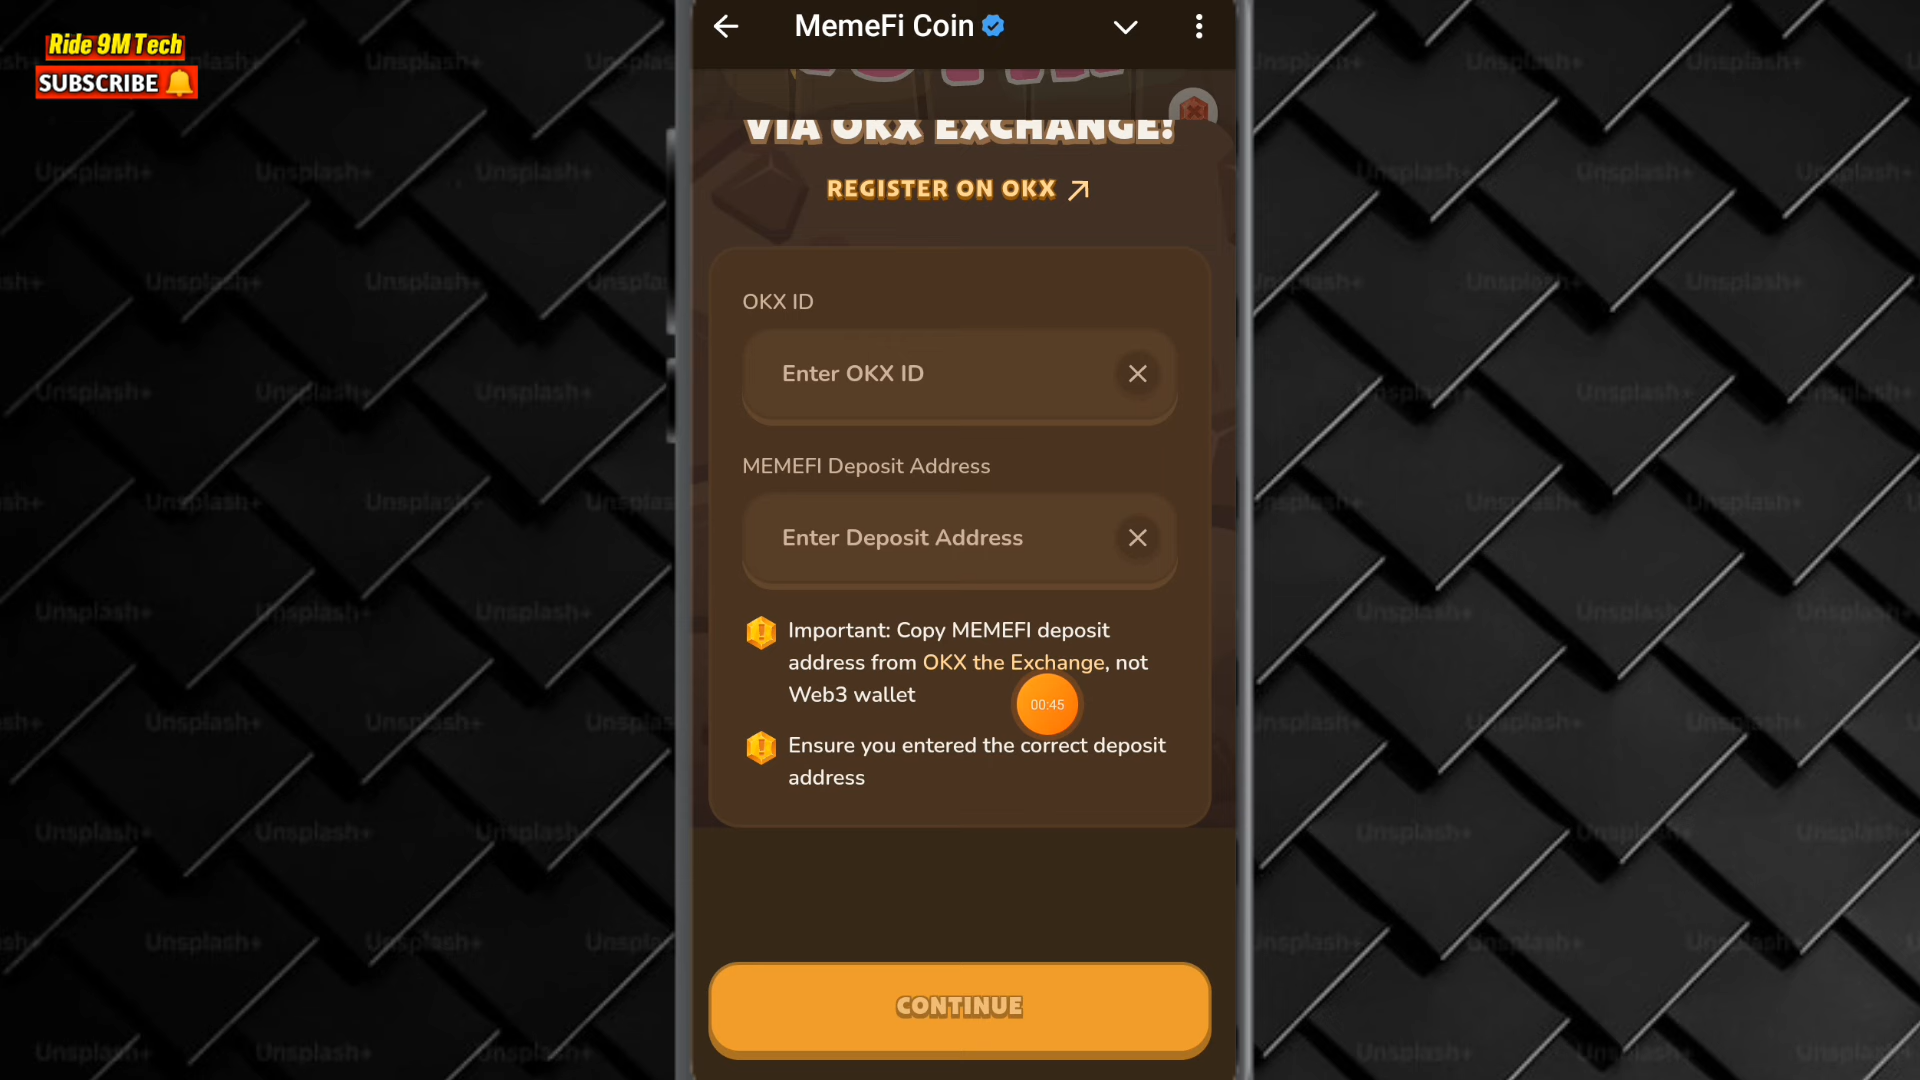 Ride 9M Tech
SUBSCRIBE
MemeFi Coin
VIA OKX EXCHANGE!
REGISTER ON OKX
OKX ID
Enter OKX ID
MEMEFI Deposit Address
Enter Deposit Address
Important: Copy MEMEFI deposit
address from OKX the Exchange, not
Web3 wallet
00:45
Ensure you entered the correct deposit
address
CONTINUE
Unsplash+